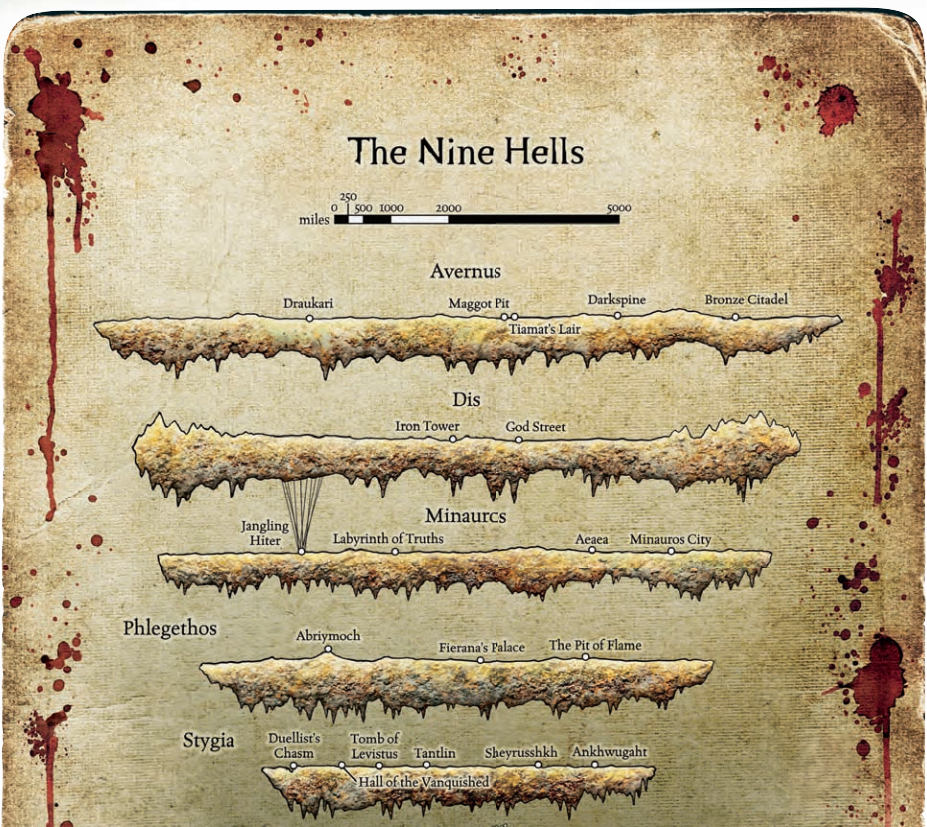 The Nine Hells
250
0 500 1000 2000 5000
miles
Avernus
Draukari
Maggot Pit
Darkspine
Bronze Citadel
Tiamat's Lair
Dis
Iron Tower
God Street
Minaurcs
Jangling
Hiter
Labyrinth of Truths
Aeaea
Minauros City
Phlegethos
Abriymoch
Fierana's Palace
The Pit of Flame
Stygia
Duellist's
Chasm
Tomb of
Levistus
Tantlin
Sheyrusshkh
Ankhwugaht
Hall of the Vanquished